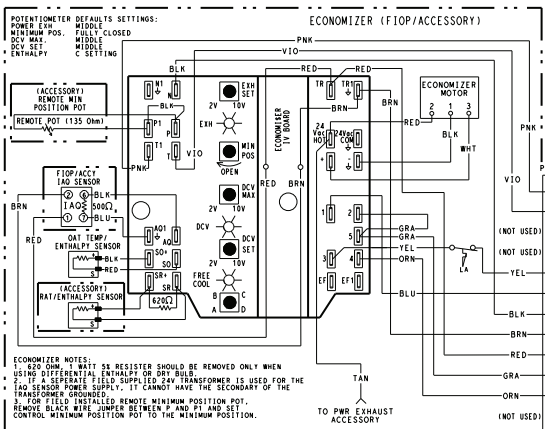 POTENTIOMETER DEFAULTS SETTINGS:
POWER EXH MIDDLE
MINIMUM POS. FULLY CLOSED
DCV MAX. MIDDLE
DCV SET MIDDLE
ENTHALPY C SETTING
ECONOMIZER (FIOP/ACCESSORY)
PNK
VIO
BLK
RED
RED
(ACCESSORY)
REMOTE MIN
POSITION POT
REMOTE POT (135 Ohm)
N1
N
BLK
P1
P
T1
T
PNK
VIO
EXH
SET
2V 10V
EXH
MIN
POS
OPEN
DCV
MAX
2V 10V
DCV
DCV
SET
2V 10V
FREE
COOL
B C
A D
ECONOMISER
IV BOARD
TR
TR1
BRN
24
Vac
HOT
24Vac
COM
+
-
1
2
5
3
4
EF
EF1
ECONOMIZER
MOTOR
2 1 3
RED
BLK
WHT
BRN
PNK
VIO
FIOP/ACCY
IAQ SENSOR
2 6
IAQ 500Ω
1 7
BLK
BLU
BRN
RED
OAT TEMP/
ENTHALPY SENSOR
+
S
BLK
RED
(ACCESSORY)
RAT/ENTHALPY SENSOR
+
S
AQ1
AQ
SO+
SO
SR+
SR
620Ω
RED
BRN
GRA
GRA
YEL
ORN
LA
BLU
(NOT USED)
(NOT USED)
YEL
BLK
BRN
RED
GRA
ORN
(NOT USED)
TAN
TO PWR EXHAUST
ACCESSORY
ECONOMIZER NOTES:
1. 620 OHM, 1 WATT 5% RESISTER SHOULD BE REMOVED ONLY WHEN
USING DIFFERENTIAL ENTHALPY OR DRY BULB.
2. IF A SEPERATE FIELD SUPPLIED 24V TRANSFORMER IS USED FOR THE
IAQ SENSOR POWER SUPPLY, IT CANNOT HAVE THE SECONDARY OF THE
TRANSFORMER GROUNDED.
3. FOR FIELD INSTALLED REMOTE MINIMUM POSITION POT,
REMOVE BLACK WIRE JUMPER BETWEEN P AND P1 AND SET
CONTROL MINIMUM POSITION POT TO THE MINIMUM POSITION.